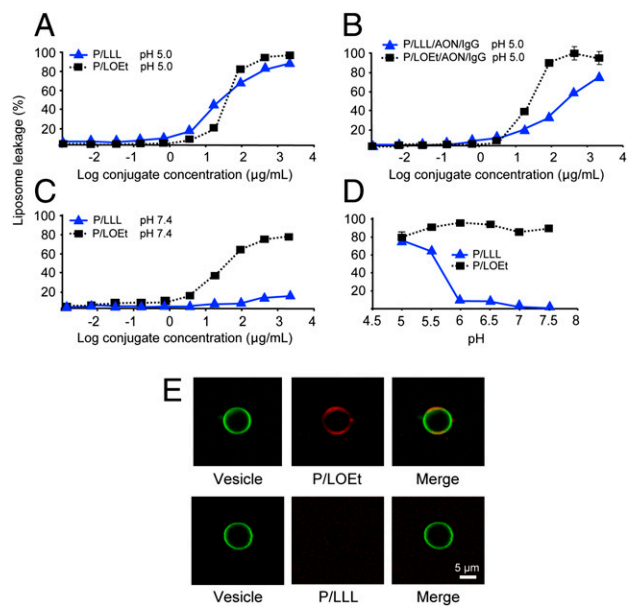 A
P/LLL pH 5.0
P/LOEt pH 5.0
100
80
60
40
20
-2 -1 0 1 2 3 4
Log conjugate concentration (µg/mL)
B
P/LLL/AON/IgG pH 5.0
P/LOEt/AON/IgG pH 5.0
100
80
60
40
20
-2 -1 0 1 2 3 4
Log conjugate concentration (µg/mL)
Liposome leakage (%)
C
P/LLL pH 7.4
P/LOEt pH 7.4
100
80
60
40
20
-2 -1 0 1 2 3 4
Log conjugate concentration (µg/mL)
D
100
80
60
40
20
P/LLL
P/LOEt
4.5 5 5.5 6 6.5 7 7.5 8
pH
E
Vesicle P/LOEt Merge
5 µm
Vesicle P/LLL Merge